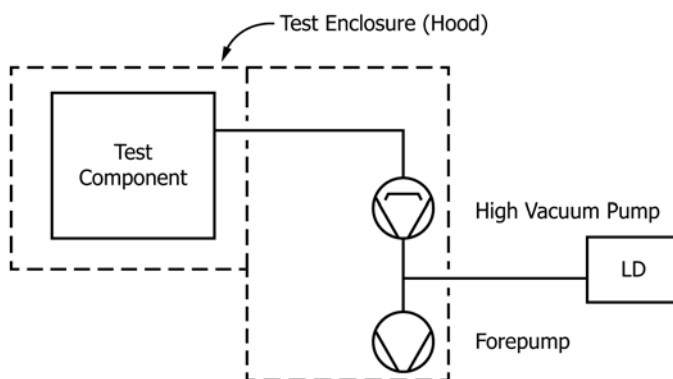 Test Enclosure (Hood)
Test
Component
High Vacuum Pump
LD
Forepump